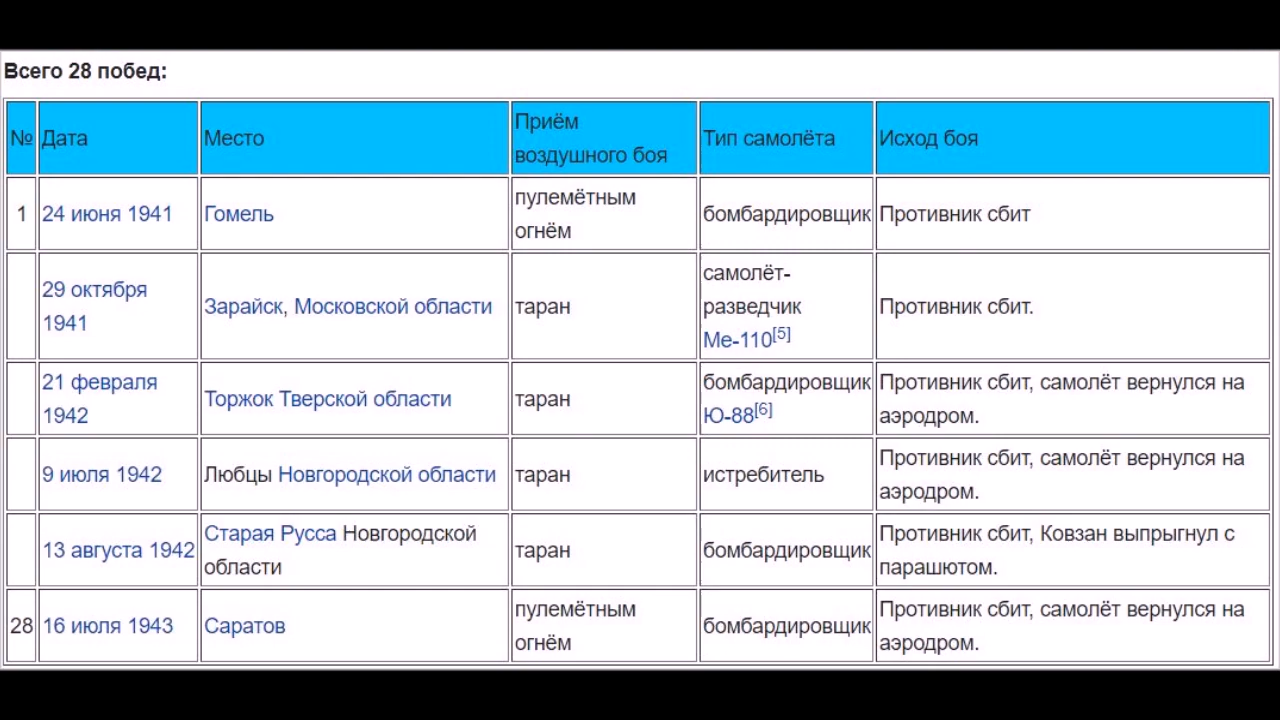 Всего 28 побед:
№ Дата Место Приём воздушного боя Тип самолёта Исход боя
1 24 июня 1941 Гомель пулемётным огнём бомбардировщик Противник сбит
29 октября 1941 Зарайск, Московской области таран самолёт-разведчик Ме-110[5] Противник сбит.
21 февраля 1942 Торжок Тверской области таран бомбардировщик Ю-88[6] Противник сбит, самолёт вернулся на аэродром.
9 июля 1942 Любцы Новгородской области таран истребитель Противник сбит, самолёт вернулся на аэродром.
13 августа 1942 Старая Русса Новгородской области таран бомбардировщик Противник сбит, Ковзан выпрыгнул с парашютом.
28 16 июля 1943 Саратов пулемётным огнём бомбардировщик Противник сбит, самолёт вернулся на аэродром.